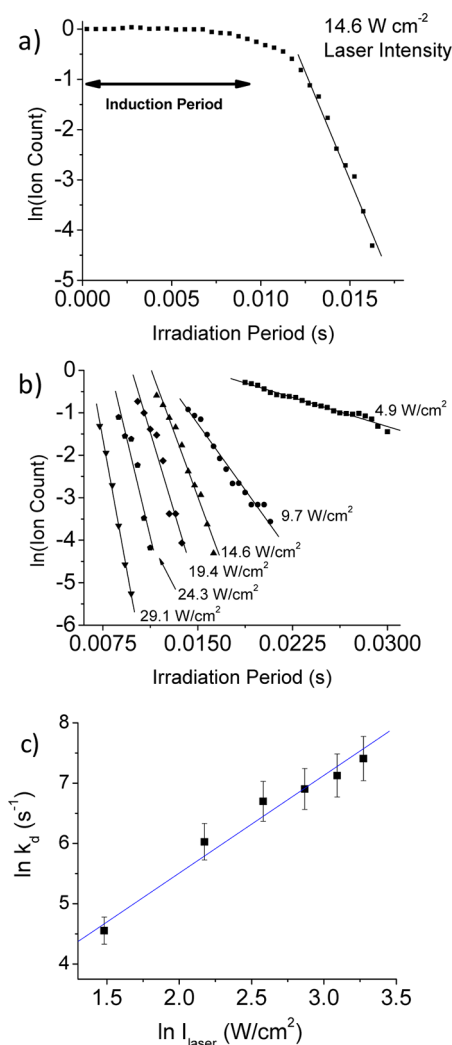 a)
14.6 W cm-2
Laser Intensity
Induction Period
0
-1
-2
-3
-4
-5
ln(Ion Count)
0.000 0.005 0.010 0.015
Irradiation Period (s)
b)
0
-1
-2
-3
-4
-5
-6
ln(Ion Count)
4.9 W/cm2
9.7 W/cm2
14.6 W/cm2
19.4 W/cm2
24.3 W/cm2
29.1 W/cm2
0.0075 0.0150 0.0225 0.0300
Irradiation Period (s)
c)
8
7
6
5
4
ln kd (s-1)
1.5 2.0 2.5 3.0 3.5
ln Ilaser (W/cm2)